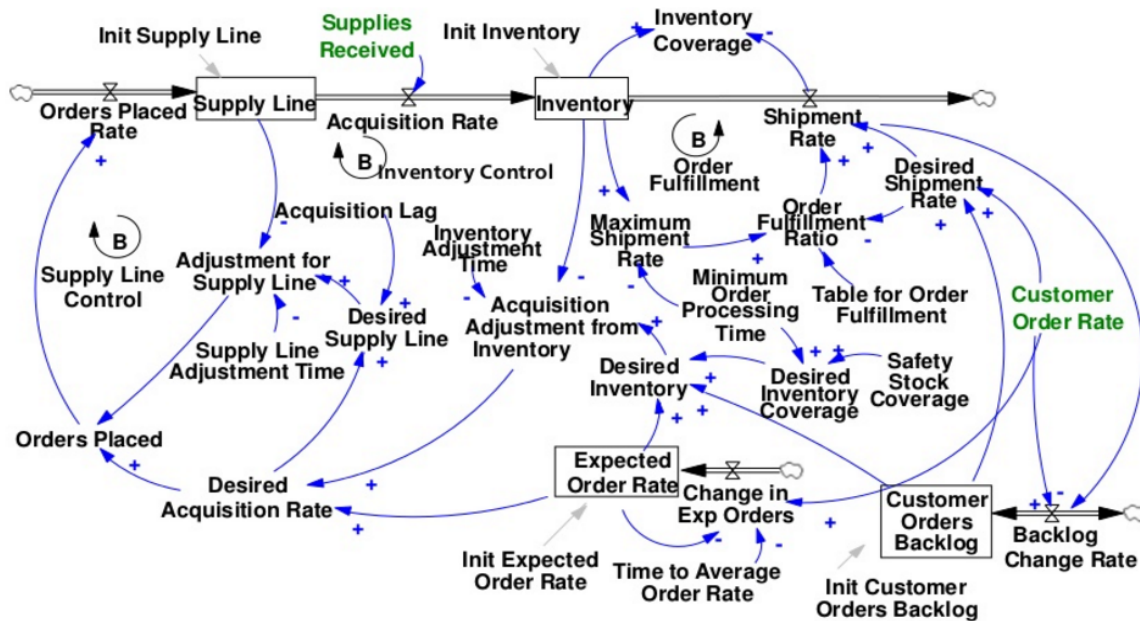 Init Supply Line
Supplies
Received
Init Inventory
Inventory
Coverage
+
-
Orders Placed
Rate
+
Supply Line
Acquisition Rate
Inventory
Shipment
Rate
+
+
B
Inventory Control
B
Order
Fulfillment
Desired
Shipment
Rate
+
+
Acquisition Lag
-
B
Supply Line
Control
Adjustment for
Supply Line
+
-
Inventory
Adjustment
Time
-
+
Maximum
Shipment
Rate
+
-
Order
Fulfillment
Ratio
-
+
Desired
Supply Line
+
Supply Line
Adjustment Time
-
Acquisition
Adjustment from
Inventory
+
Minimum
Order
Processing
Time
Table for Order
Fulfillment
Customer
Order Rate
Desired
Inventory
+
+
+
+
+
Desired
Inventory
Coverage
Safety
Stock
Coverage
Orders Placed
+
Desired
Acquisition Rate
+
+
Expected
Order Rate
Change in
Exp Orders
+
-
-
Customer
Orders
Backlog
+
-
Backlog
Change Rate
Init Expected
Order Rate
Time to Average
Order Rate
Init Customer
Orders Backlog